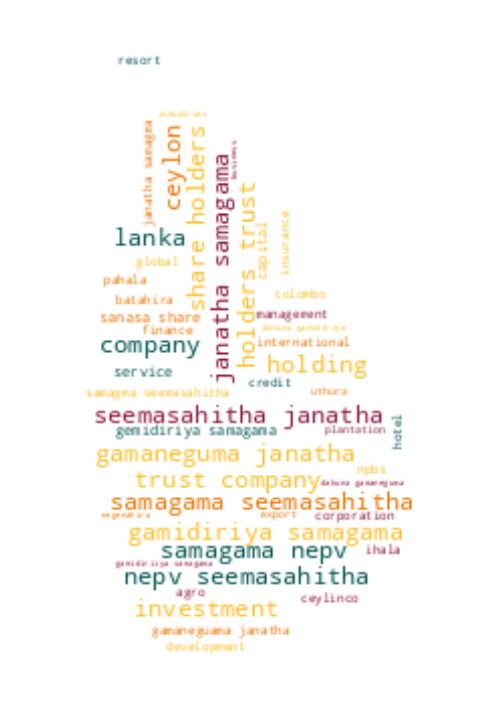 resort
industries
janatha samagma
ceylon
share holders
janatha samagama
business
holders trust
capital
insurance
lanka
global
pahala
batahira
colombo
sanasa share
management
finance
dakuna gamidiriya
company
international
holding
service
credit
samagma seemasahitha
uthura
seemasahitha janatha
hotel
gemidiriya samagama
plantation
gamaneguma janatha
npbs
trust company
dakuna gamaneguma
samagama seemasahitha
export
corporation
gamidiriya samagama
samagama nepv
ihala
gamidiriiya samagama
nepv seemasahitha
agro
ceylinco
investment
gamaneguama janatha
development